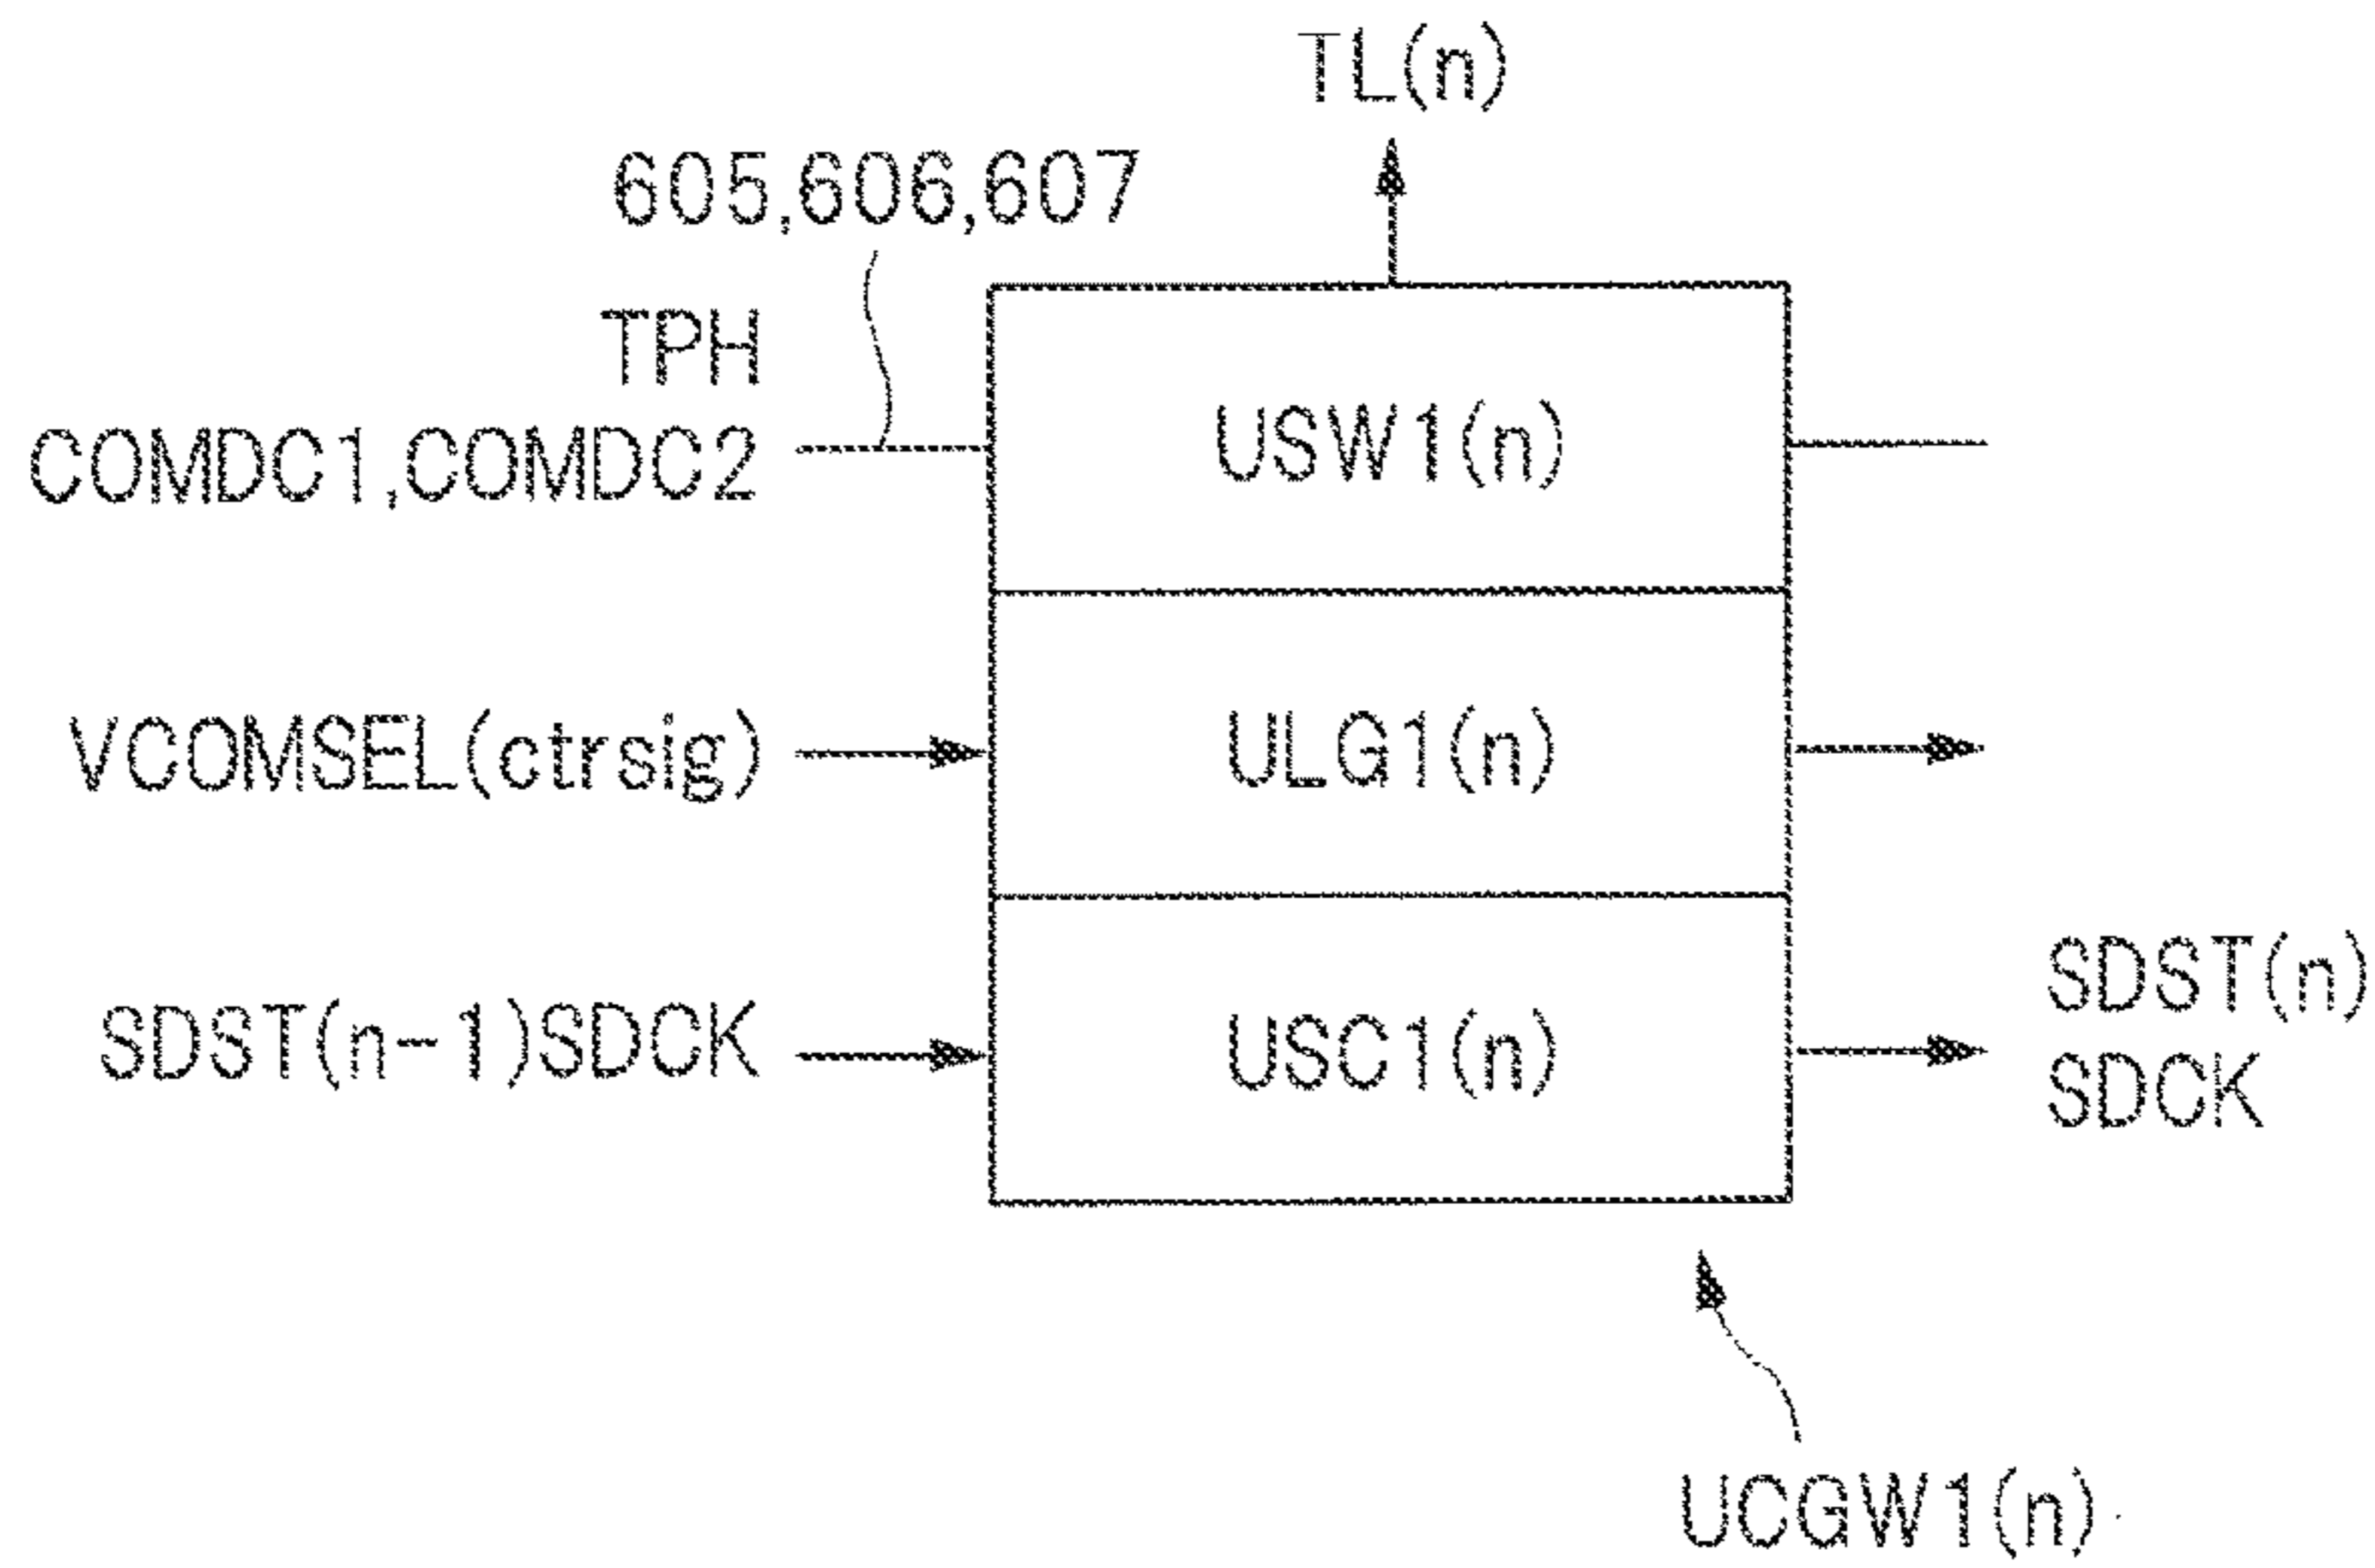 TL(n)
605,606,607
TPH
COMDC1,COMDC2
USW1(n)
VCOMSEL(ctrsig)
ULG1(n)
SDST(n-1)SDCK
USC1(n)
SDST(n)
SDCK
UCGW1(n)